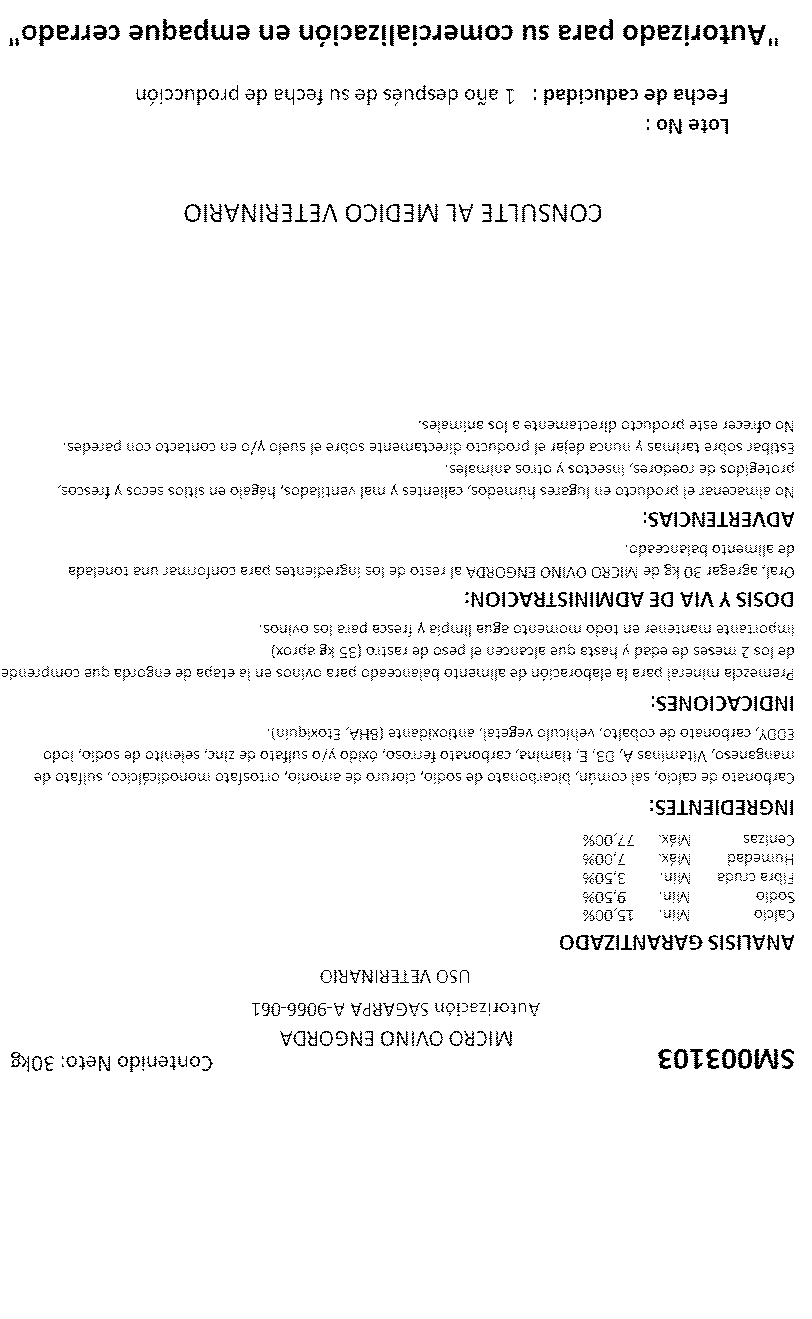 SM003103
Contenido Neto: 30kg
MICRO OVINO ENGORDA
Autorización SAGARPA A-9066-061
USO VETERINARIO
ANALISIS GARANTIZADO
Calcio Min. 15,00%
Sodio Min. 9,50%
Fibra cruda Min. 3,50%
Humedad Máx. 7,00%
Cenizas Máx. 77,00%
INGREDIENTES:
Carbonato de calcio, sal común, bicarbonato de sodio, cloruro de amonio, ortosfato monodicálcico, sulfato de
manganeso, Vitaminas A, D3, E, tiamina, carbonato ferroso, óxido y/o sulfato de zinc, selenito de sodio, Iodo
EDDY, carbonato de cobalto, vehículo vegetal, antioxidante (BHA, Etoxiquin).
INDICACIONES:
Premezcla mineral para la elaboración de alimento balanceado para ovinos en la etapa de engorda que comprende
de los 2 meses de edad y hasta que alcancen el peso de rastro (35 kg aprox)
Importante mantener en todo momento agua limpia y fresca para los ovinos.
DOSIS Y VIA DE ADMINISTRACION:
Oral, agregar 30 kg de MICRO OVINO ENGORDA al resto de los ingredientes para conformar una tonelada
de alimento balanceado.
ADVERTENCIAS:
No almacenar el producto en lugares húmedos, calientes y mal ventilados, hágalo en sitios secos y frescos,
protegidos de roedores, insectos y otros animales.
Estibar sobre tarimas y nunca dejar el producto directamente sobre el suelo y/o en contacto con paredes.
No ofrecer este producto directamente a los animales.
CONSULTE AL MEDICO VETERINARIO
Lote No :
Fecha de caducidad : 1 año después de su fecha de producción
"Autorizado para su comercialización en empaque cerrado"